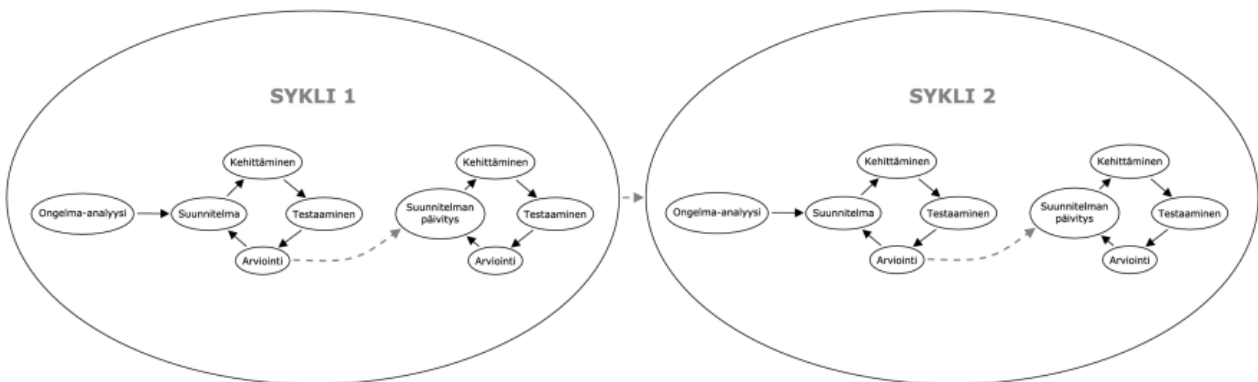 SYKLI 1
Kehittäminen
Kehittäminen
Ongelma-analyysi
Suunnitelma
Testaaminen
Suunnitelman
päivitys
Testaaminen
Arviointi
Arviointi
SYKLI 2
Kehittäminen
Kehittäminen
Ongelma-analyysi
Suunnitelma
Testaaminen
Suunnitelman
päivitys
Testaaminen
Arviointi
Arviointi